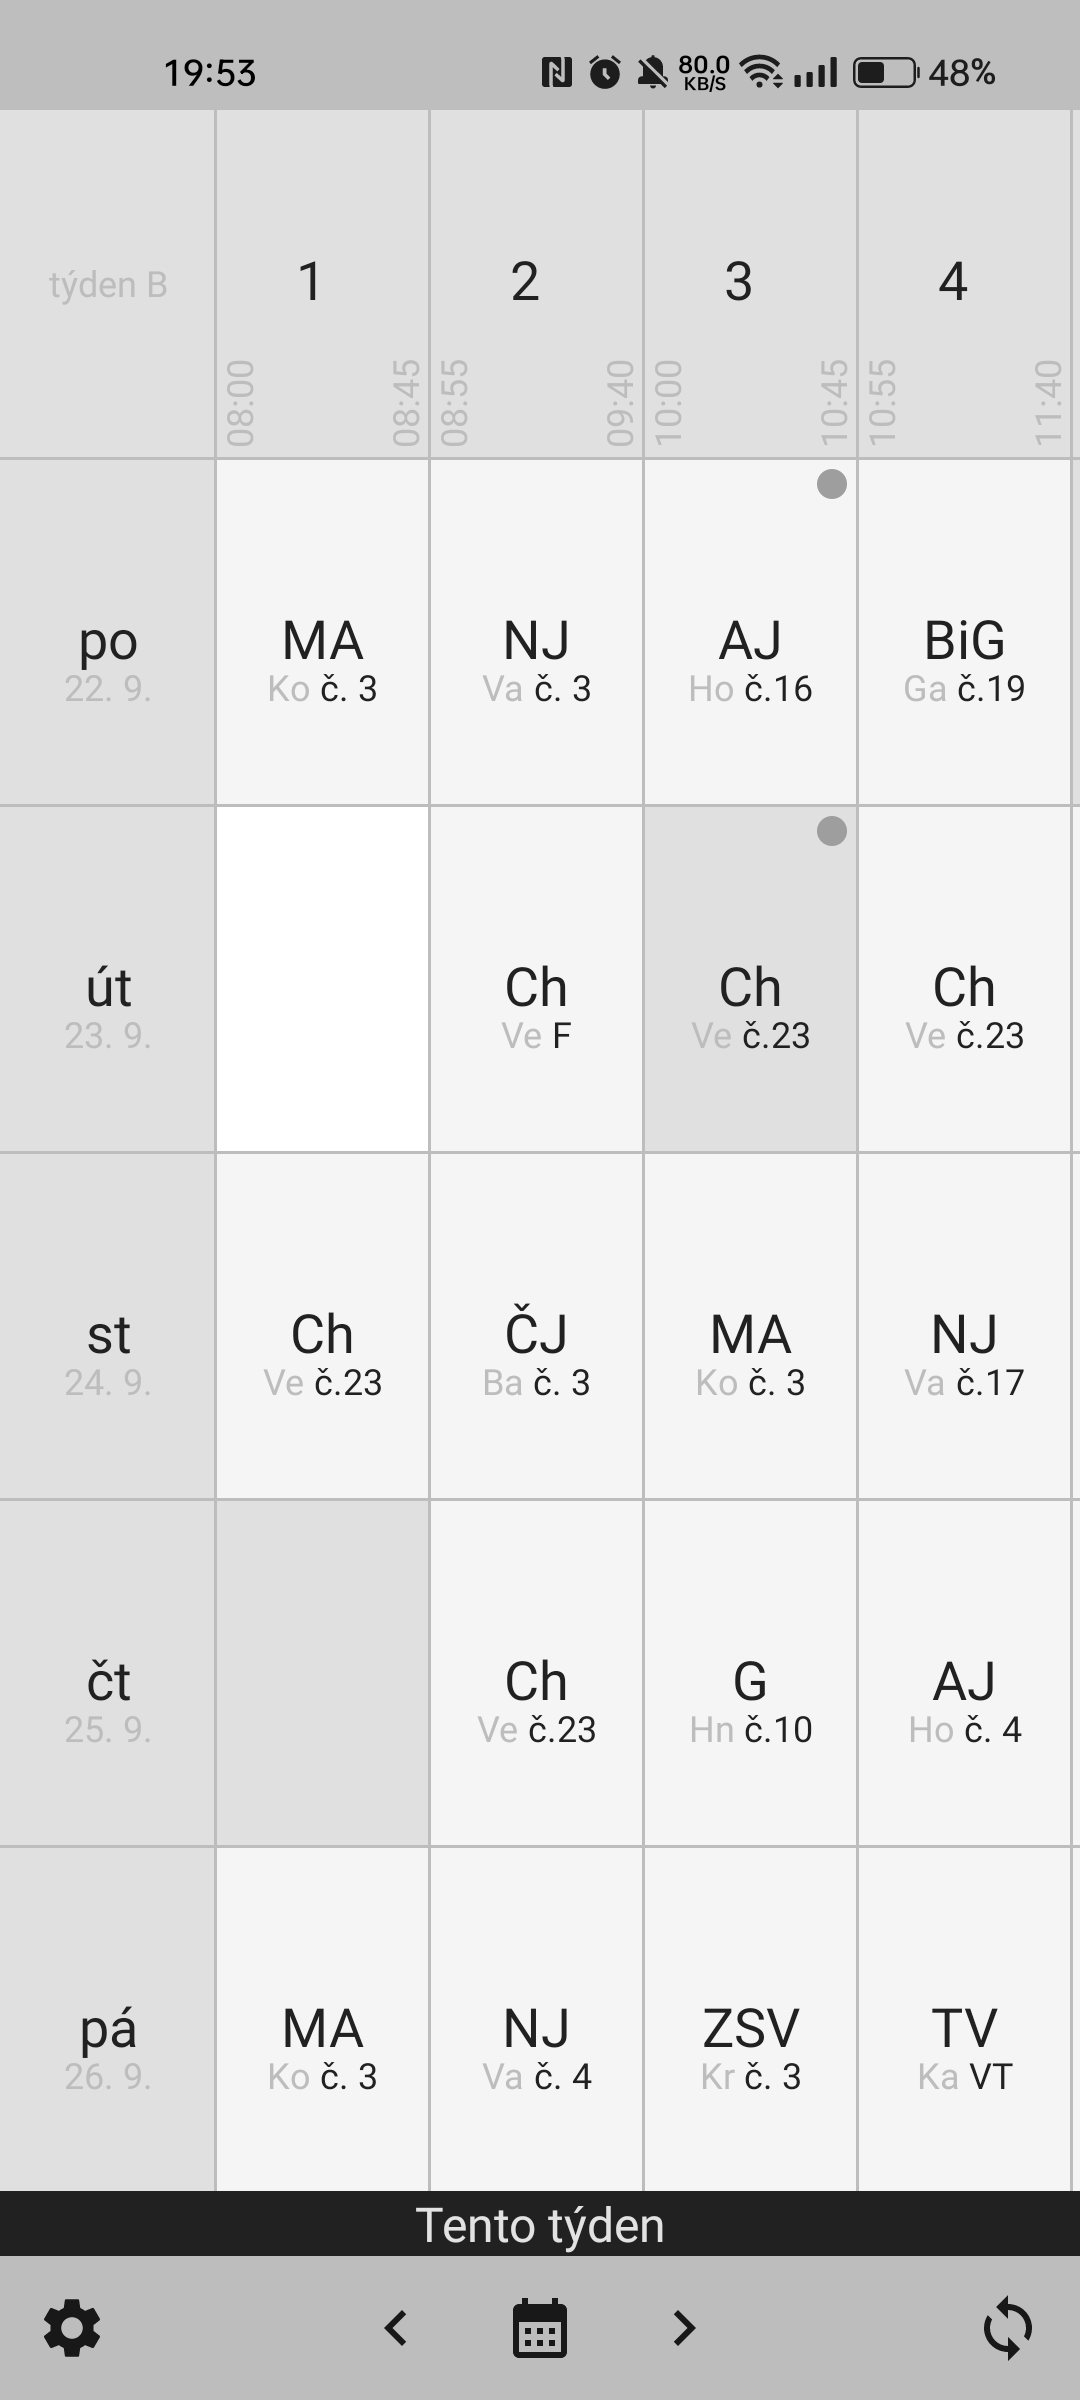 19:53 80.0 KB/S 48%
týden B 1 2 3 4
08:00 08:45 08:55 09:40 10:00 10:45 10:55 11:40
po MA NJ AJ BiG
22. 9. Ko č. 3 Va č. 3 Ho č.16 Ga č.19
út Ch Ch Ch
23. 9. Ve F Ve č.23 Ve č.23
st Ch ČJ MA NJ
24. 9. Ve č.23 Ba č. 3 Ko č. 3 Va č.17
čt Ch G AJ
25. 9. Ve č.23 Hn č.10 Ho č. 4
pá MA NJ ZSV TV
26. 9. Ko č. 3 Va č. 4 Kr č. 3 Ka VT
Tento týden